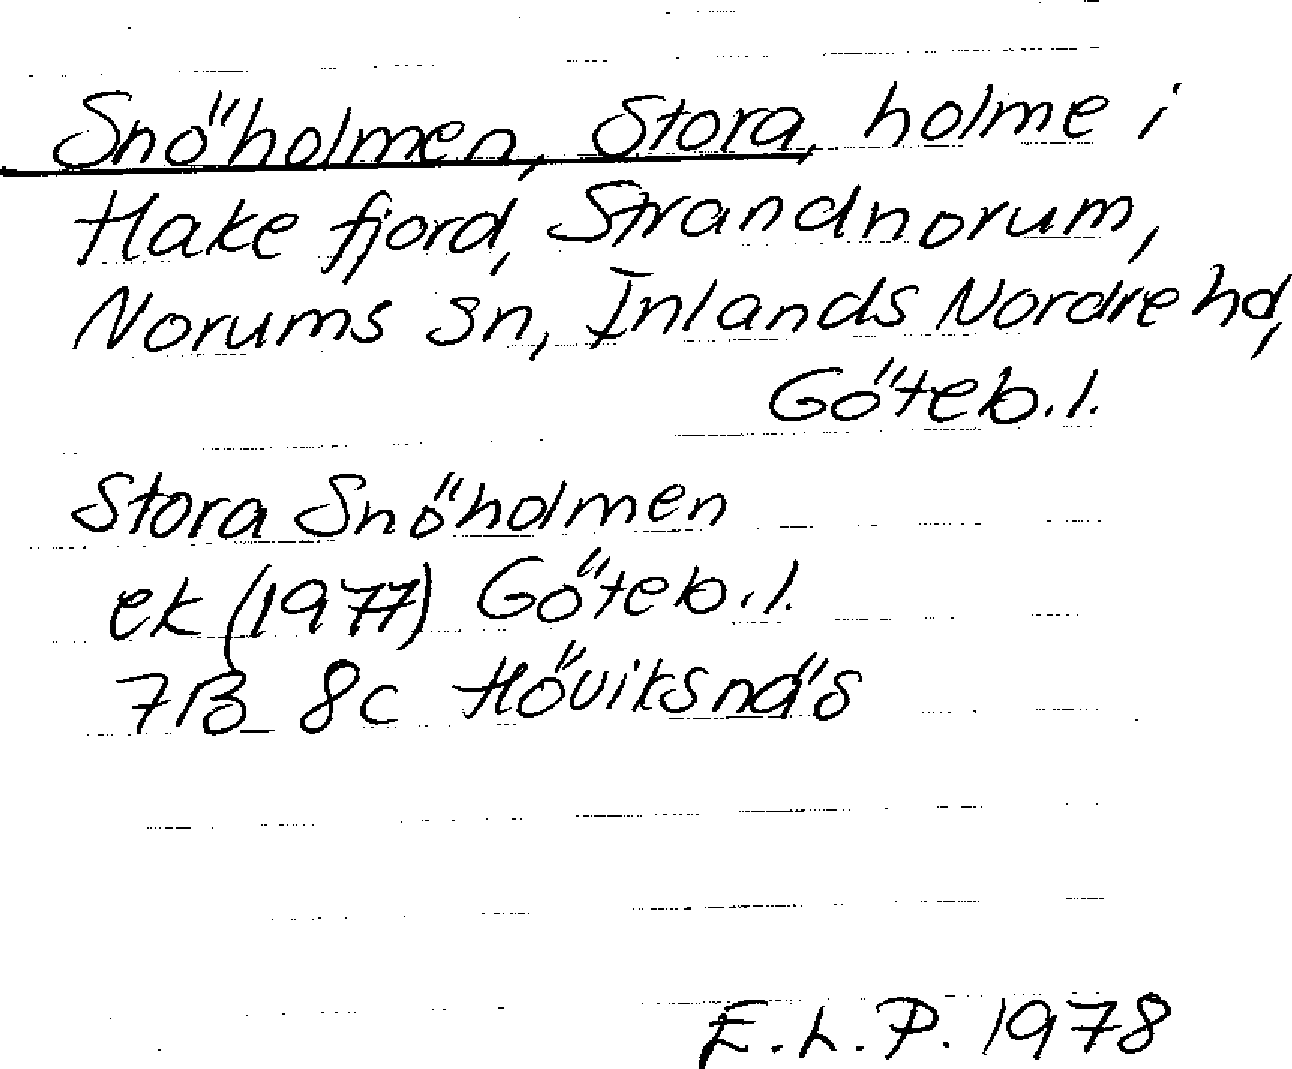 Snöholmen, Stora, holme i
Hake fjord, Strandnorum,
Norums sn, Inlands Nordre hd,
Göteb.l.
Stora Snöholmen
ek (1977) Göteb.l.
7B 8c Höviksnäs
E.L.P. 1978